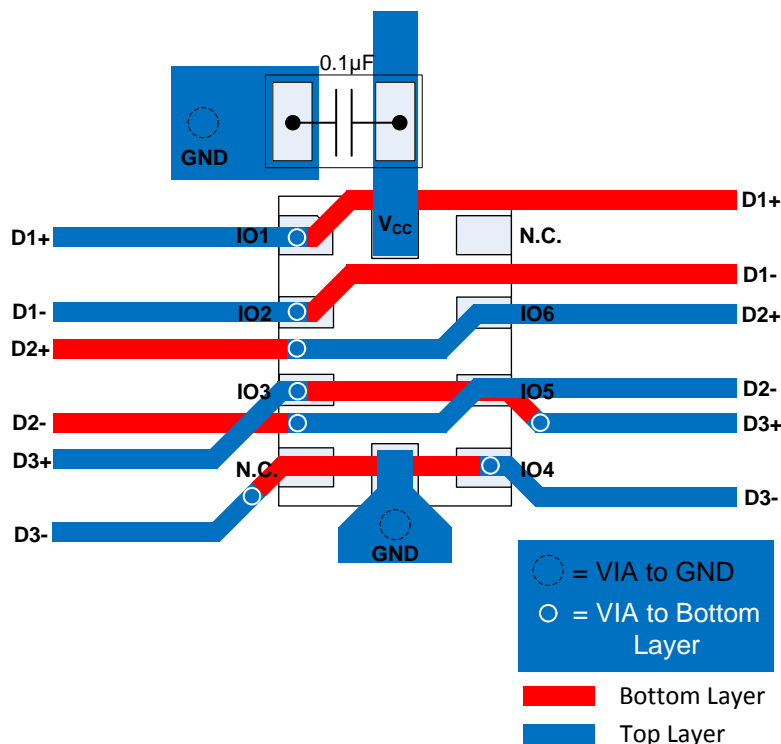 0.1µF
GND
D1+
V_CC
D1+ IO1 N.C.
D1-
D1- IO2 IO6 D2+
D2+
IO3 IO5 D2-
D2- D3+
D3+ N.C. IO4
D3- D3-
GND
= VIA to GND
= VIA to Bottom
Layer
Bottom Layer
Top Layer